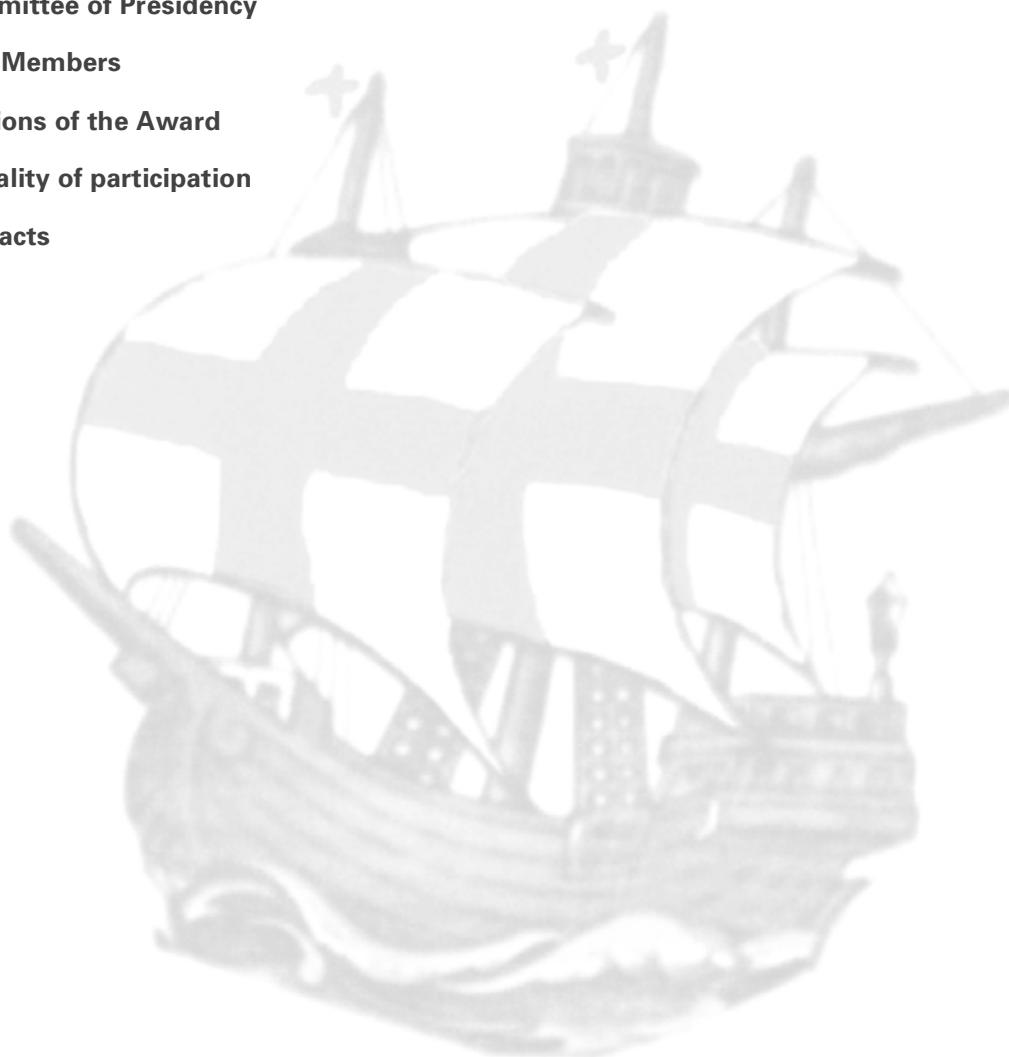 mittee of Presidency
Members
ions of the Award
ality of participation
acts